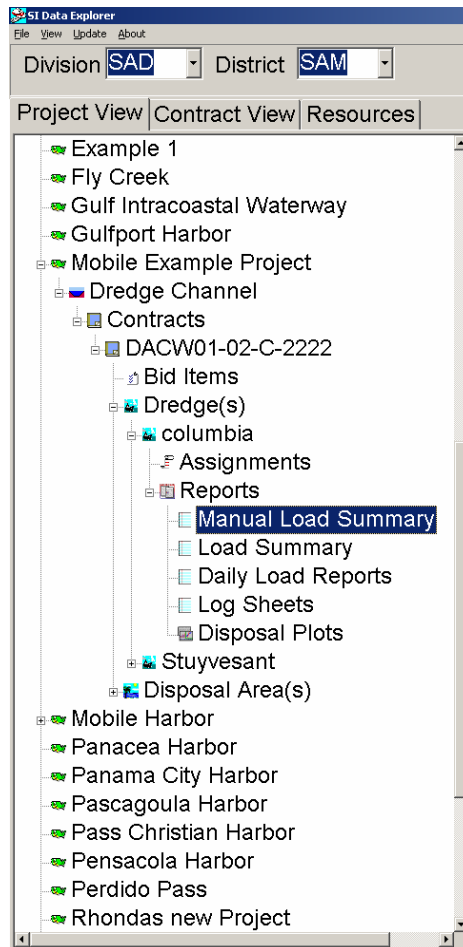 SI Data Explorer
File View Update About
Division SAD District SAM
Project View Contract View Resources
Example 1
Fly Creek
Gulf Intracoastal Waterway
Gulfport Harbor
Mobile Example Project
Dredge Channel
Contracts
DACW01-02-C-2222
Bid Items
Dredge(s)
columbia
Assignments
Reports
Manual Load Summary
Load Summary
Daily Load Reports
Log Sheets
Disposal Plots
Stuyvesant
Disposal Area(s)
Mobile Harbor
Panacea Harbor
Panama City Harbor
Pascagoula Harbor
Pass Christian Harbor
Pensacola Harbor
Perdido Pass
Rhondas new Project